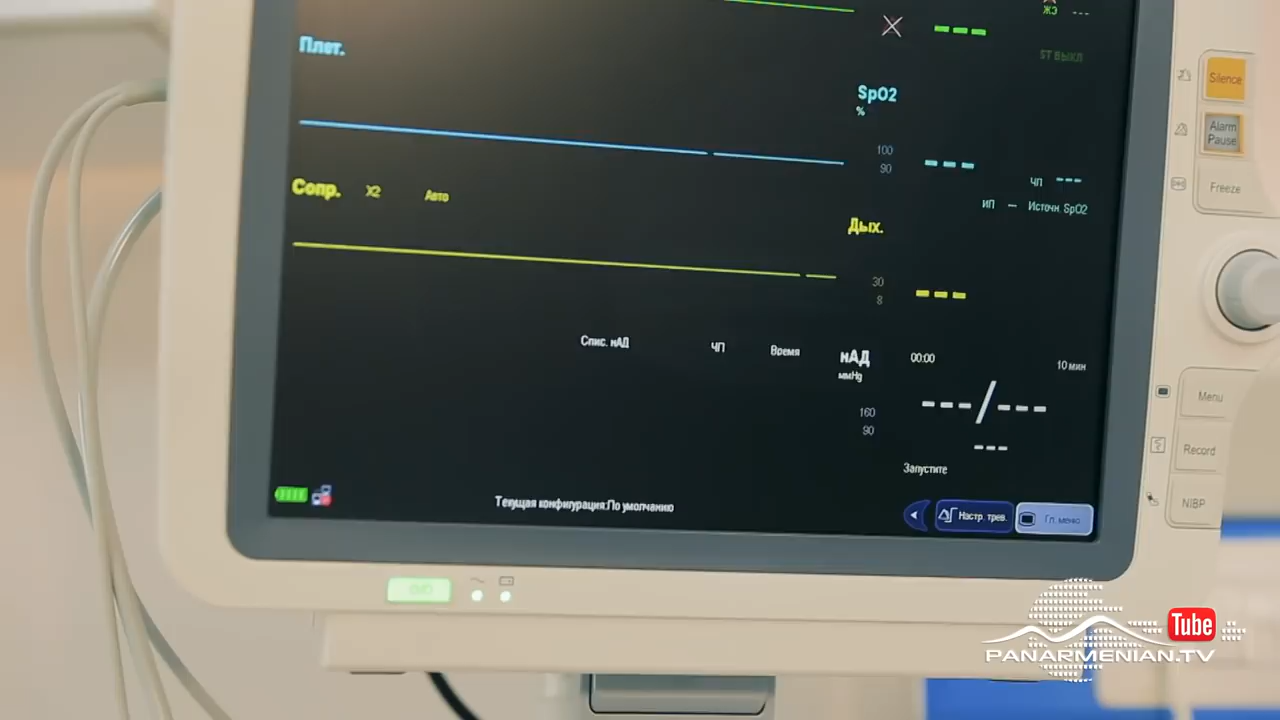 ЖЭ ---
---
ST ВЫКЛ
Плет.
SpO2
%
100
90
---
ЧП ---
ИП -- Источн. SpO2
Сопр. X2 Авто
Дых.
30
8
---
Спис. нАД ЧП Время
нАД 00:00 10 мин
ммHg
---/---
160
90
---
Запустите
Текущая конфигурация:По умолчанию
Настр. трев.
Гл. меню
Silence
Alarm
Pause
Freeze
Menu
Record
NIBP
Tube
PANARMENIAN.TV